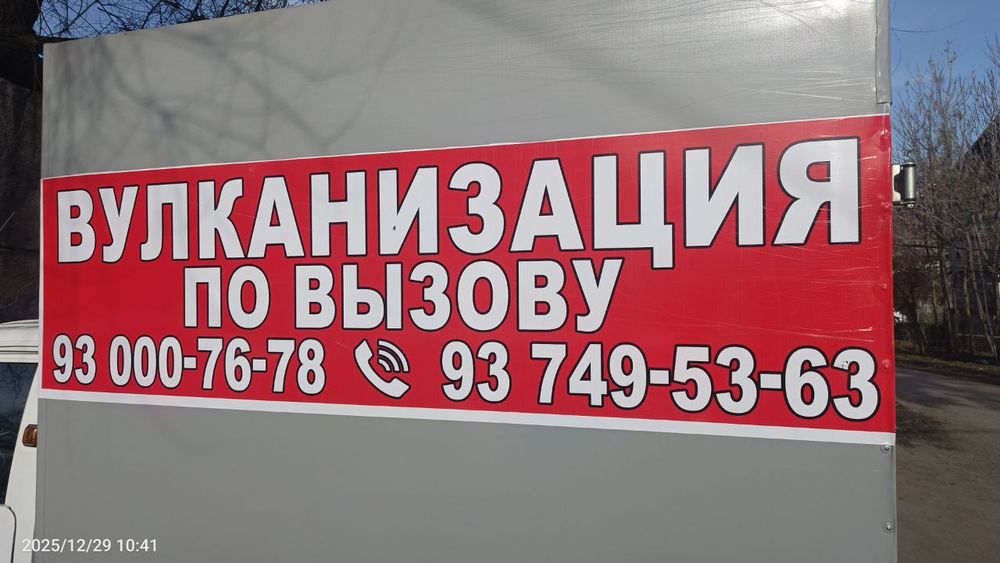 ВУЛКАНИЗАЦИЯ
ПО ВЫЗОВУ
93 000-76-78 93 749-53-63
2025/12/29 10:41